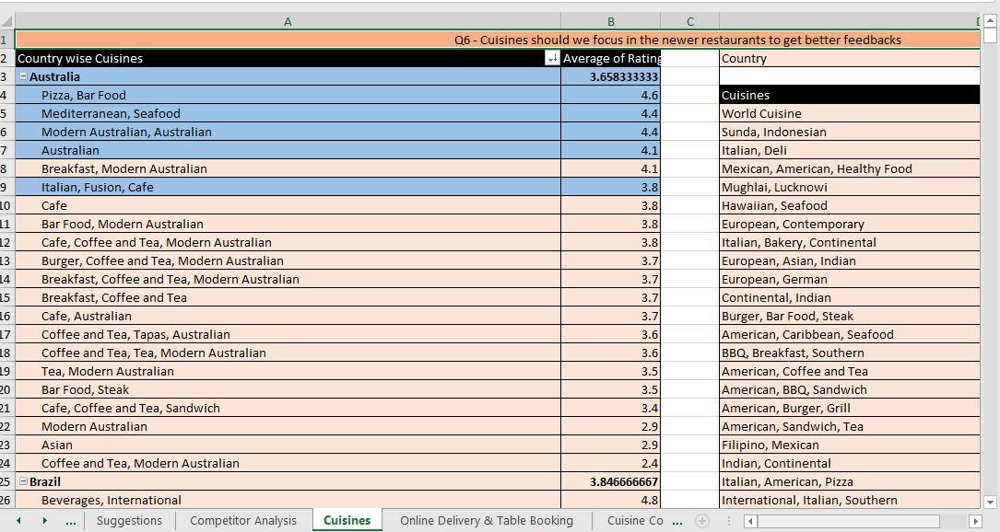 A B C D
1 Q6 - Cuisines should we focus in the newer restaurants to get better feedbacks
2 Country wise Cuisines Average of Rating Country
3 Australia 3.658333333
4 Pizza, Bar Food 4.6 Cuisines
5 Mediterranean, Seafood 4.4 World Cuisine
6 Modern Australian, Australian 4.4 Sunda, Indonesian
7 Australian 4.1 Italian, Deli
8 Breakfast, Modern Australian 4.1 Mexican, American, Healthy Food
9 Italian, Fusion, Cafe 3.8 Mughlai, Lucknowi
10 Cafe 3.8 Hawaiian, Seafood
11 Bar Food, Modern Australian 3.8 European, Contemporary
12 Cafe, Coffee and Tea, Modern Australian 3.8 Italian, Bakery, Continental
13 Burger, Coffee and Tea, Modern Australian 3.7 European, Asian, Indian
14 Breakfast, Coffee and Tea, Modern Australian 3.7 European, German
15 Breakfast, Coffee and Tea 3.7 Continental, Indian
16 Cafe, Australian 3.7 Burger, Bar Food, Steak
17 Coffee and Tea, Tapas, Australian 3.6 American, Caribbean, Seafood
18 Coffee and Tea, Tea, Modern Australian 3.6 BBQ, Breakfast, Southern
19 Tea, Modern Australian 3.5 American, Coffee and Tea
20 Bar Food, Steak 3.5 American, BBQ, Sandwich
21 Cafe, Coffee and Tea, Sandwich 3.4 American, Burger, Grill
22 Modern Australian 2.9 American, Sandwich, Tea
23 Asian 2.9 Filipino, Mexican
24 Coffee and Tea, Modern Australian 2.4 Indian, Continental
25 Brazil 3.846666667 Italian, American, Pizza
26 Beverages, International 4.8 International, Italian, Southern
... Suggestions Competitor Analysis Cuisines Online Delivery & Table Booking Cuisine Co ...